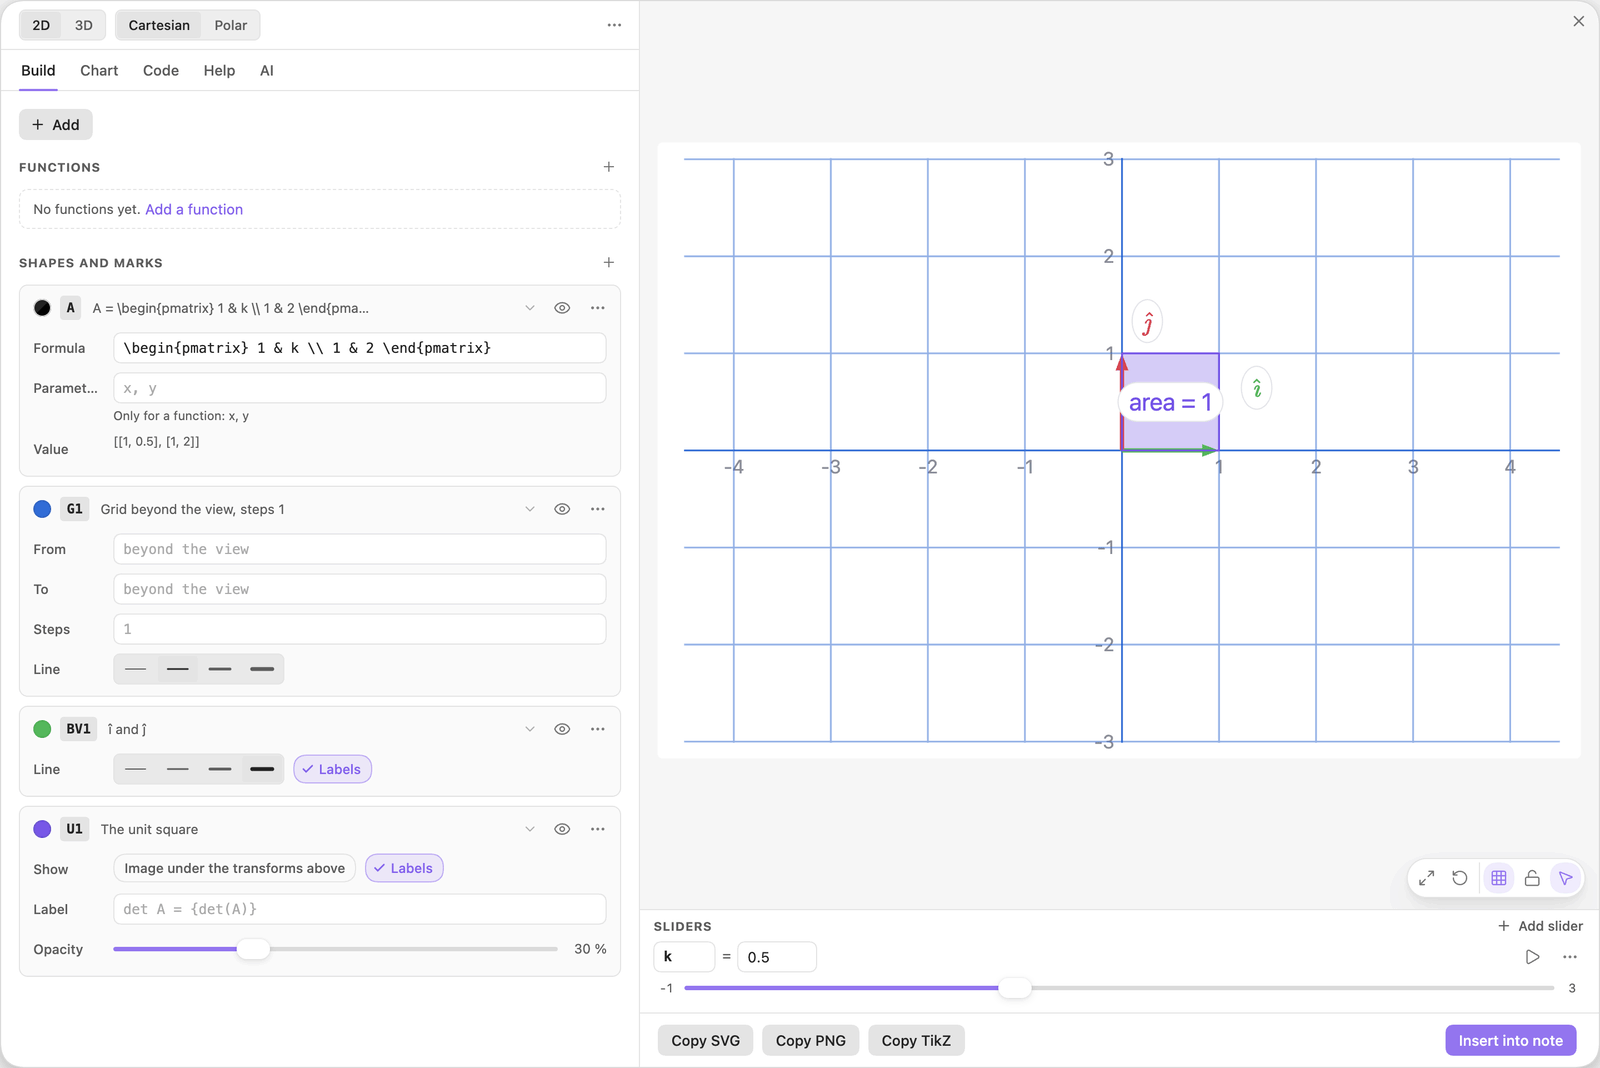 2D 3D Cartesian Polar
Build Chart Code Help AI
+ Add
FUNCTIONS
No functions yet. Add a function
SHAPES AND MARKS
A A = \begin{pmatrix} 1 & k \\ 1 & 2 \end{pma...
Formula \begin{pmatrix} 1 & k \\ 1 & 2 \end{pmatrix}
Paramet... x, y
Only for a function: x, y
Value [[1, 0.5], [1, 2]]
G1 Grid beyond the view, steps 1
From beyond the view
To beyond the view
Steps 1
Line
BV1 î and ĵ
Line Labels
U1 The unit square
Show Image under the transforms above Labels
Label det A = {det(A)}
Opacity 30 %
3
2
ĵ
1
î
area = 1
-4 -3 -2 -1 1 2 3 4
-1
-2
-3
SLIDERS + Add slider
k = 0.5
-1 3
Copy SVG Copy PNG Copy TikZ Insert into note